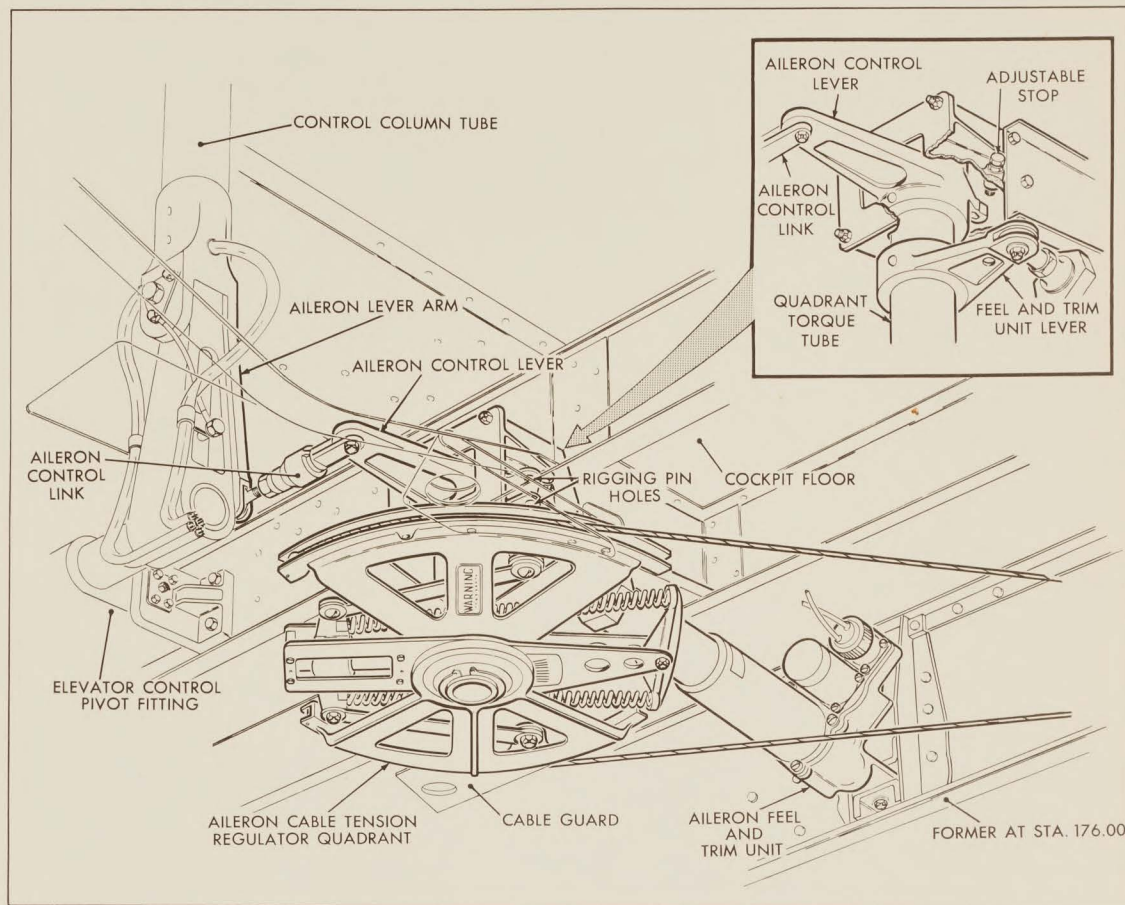 CONTROL COLUMN TUBE
AILERON LEVER ARM
AILERON CONTROL LEVER
AILERON
CONTROL
LINK
RIGGING PIN
HOLES
COCKPIT FLOOR
WARNING
ELEVATOR CONTROL
PIVOT FITTING
AILERON CABLE TENSION
REGULATOR QUADRANT
CABLE GUARD
AILERON FEEL
AND
TRIM UNIT
FORMER AT STA. 176.00
AILERON CONTROL
LEVER
ADJUSTABLE
STOP
AILERON
CONTROL
LINK
QUADRANT
TORQUE
TUBE
FEEL AND TRIM
UNIT LEVER